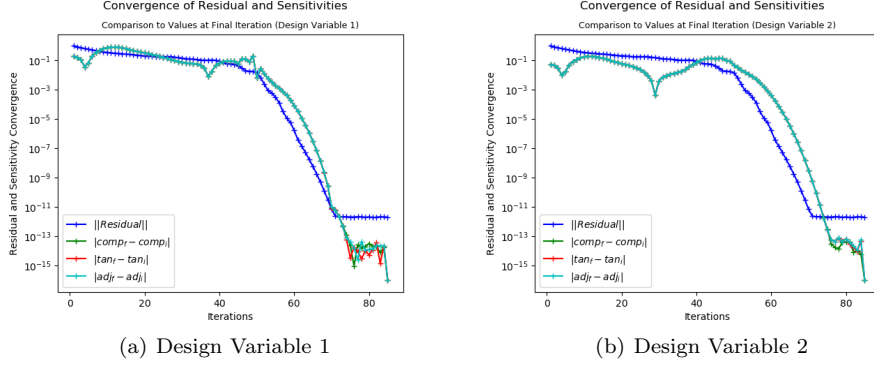 Convergence of Residual and Sensitivities
Comparison to Values at Final Iteration (Design Variable 1)
Residual and Sensitivity Convergence
10⁻¹
10⁻³
10⁻⁵
10⁻⁷
10⁻⁹
10⁻¹¹
10⁻¹³
10⁻¹⁵
||Residual||
|comp_f − comp_i|
|tan_f − tan_i|
|adj_f − adj_i|
0 20 40 60 80
Iterations
(a) Design Variable 1
Convergence of Residual and Sensitivities
Comparison to Values at Final Iteration (Design Variable 2)
Residual and Sensitivity Convergence
10⁻¹
10⁻³
10⁻⁵
10⁻⁷
10⁻⁹
10⁻¹¹
10⁻¹³
10⁻¹⁵
||Residual||
|comp_f − comp_i|
|tan_f − tan_i|
|adj_f − adj_i|
0 20 40 60 80
Iterations
(b) Design Variable 2